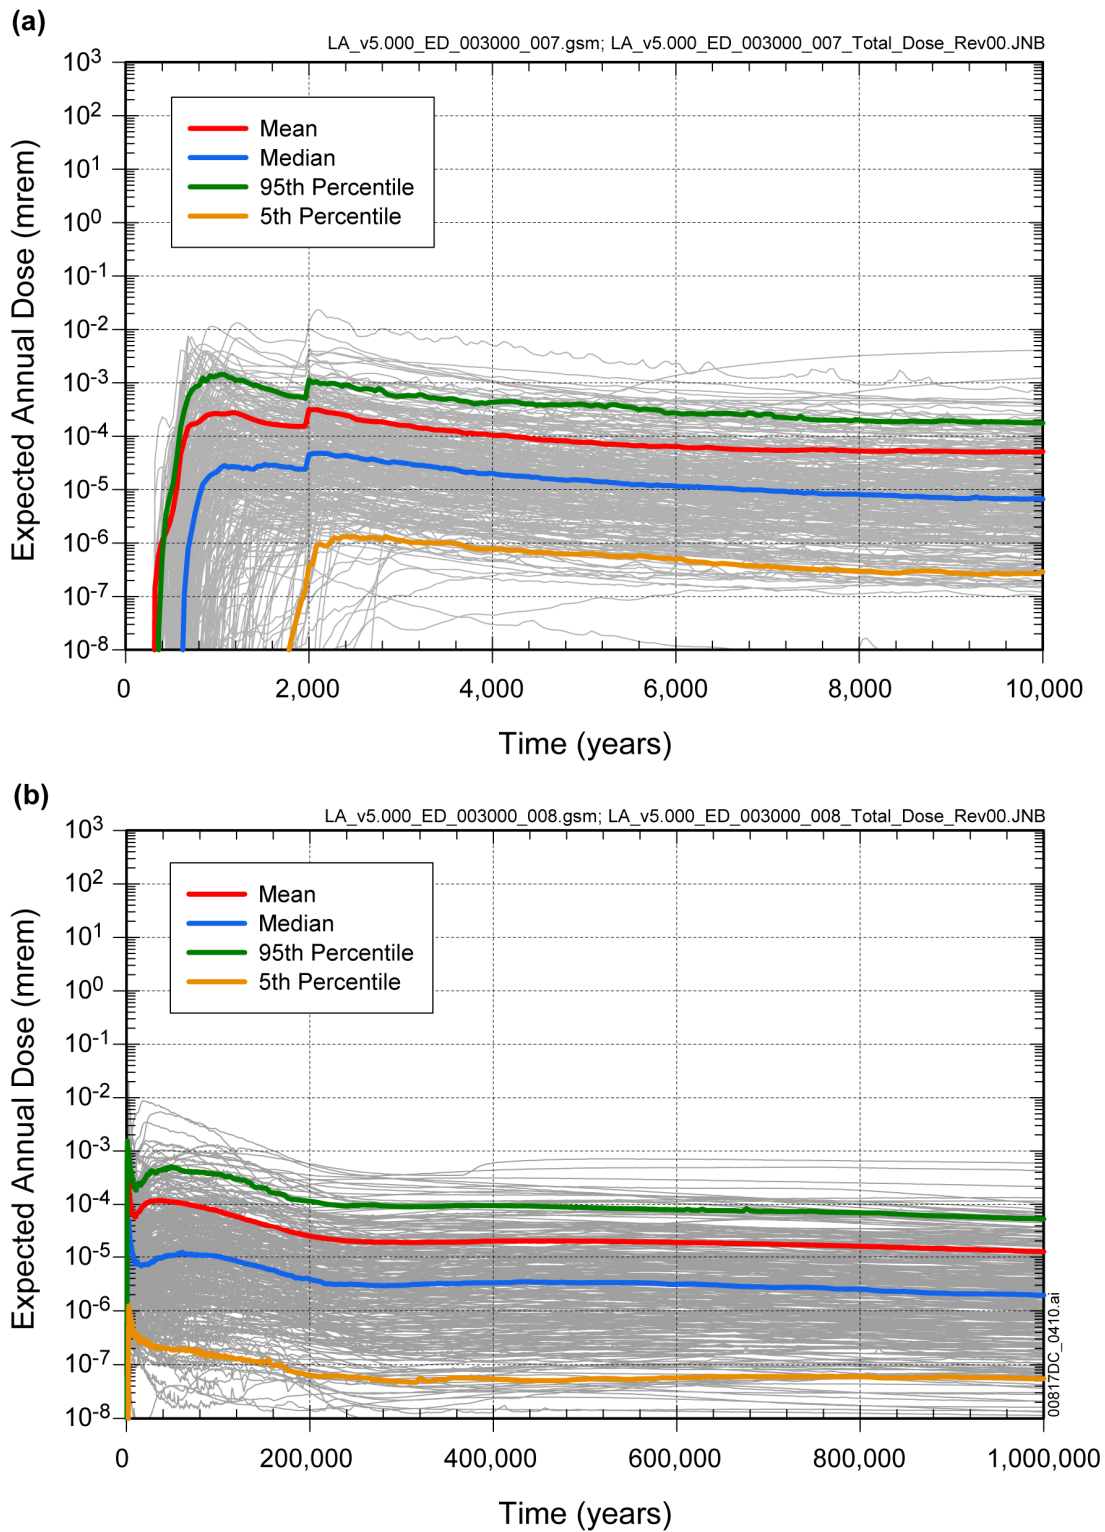 (a)
LA_v5.000_ED_003000_007.gsm; LA_v5.000_ED_003000_007_Total_Dose_Rev00.JNB
Expected Annual Dose (mrem)
10³
10²
10¹
10⁰
10⁻¹
10⁻²
10⁻³
10⁻⁴
10⁻⁵
10⁻⁶
10⁻⁷
10⁻⁸
Mean
Median
95th Percentile
5th Percentile
0 2,000 4,000 6,000 8,000 10,000
Time (years)
(b)
LA_v5.000_ED_003000_008.gsm; LA_v5.000_ED_003000_008_Total_Dose_Rev00.JNB
Expected Annual Dose (mrem)
10³
10²
10¹
10⁰
10⁻¹
10⁻²
10⁻³
10⁻⁴
10⁻⁵
10⁻⁶
10⁻⁷
10⁻⁸
Mean
Median
95th Percentile
5th Percentile
0 200,000 400,000 600,000 800,000 1,000,000
Time (years)
00817DC_0410.ai